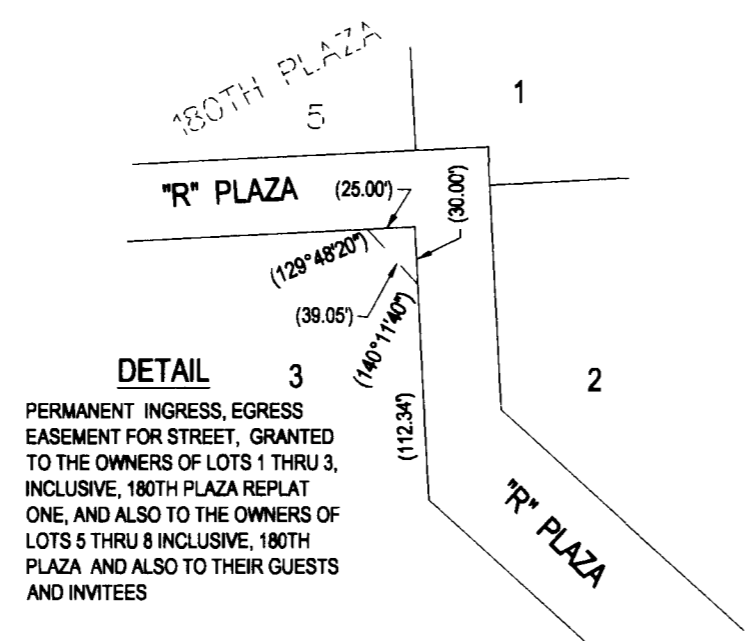 180TH PLAZA
5
1
"R" PLAZA
(25.00')
(30.00')
(129°48'20")
(39.05')
(140°11'40")
(112.34')
DETAIL
3
2
PERMANENT INGRESS, EGRESS
EASEMENT FOR STREET, GRANTED
TO THE OWNERS OF LOTS 1 THRU 3,
INCLUSIVE, 180TH PLAZA REPLAT
ONE, AND ALSO TO THE OWNERS OF
LOTS 5 THRU 8 INCLUSIVE, 180TH
PLAZA AND ALSO TO THEIR GUESTS
AND INVITEES
"R" PLAZA